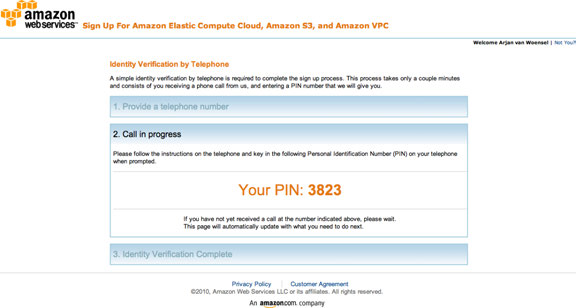 amazon
web services™
Sign Up For Amazon Elastic Compute Cloud, Amazon S3, and Amazon VPC
Welcome Arjan van Woensel | Not You?
Identity Verification by Telephone
A simple identity verification by telephone is required to complete the sign up process. This process takes only a couple minutes
and consists of you receiving a phone call from us, and entering a PIN number that we will give you.
1. Provide a telephone number
2. Call in progress
Please follow the instructions on the telephone and key in the following Personal Identification Number (PIN) on your telephone
when prompted.
Your PIN: 3823
If you have not yet received a call at the number indicated above, please wait.
This page will automatically update with what you need to do next.
3. Identity Verification Complete
Privacy Policy | Customer Agreement
©2010, Amazon Web Services LLC or its affiliates. All rights reserved.
An amazon.com. company